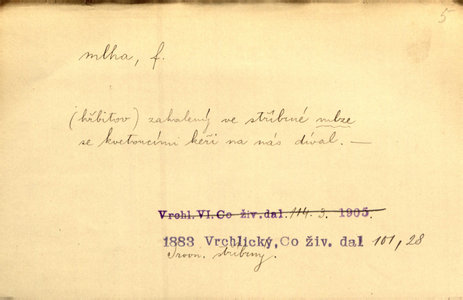 5
mlha, f.
(hřbitov) zahalený ve stříbrné mlze
se kvetoucími keři na nás díval. —
Vrchl. VI. Co živ. dal. 114. 3. 1905.
1883 Vrchlický, Co živ. dal 101, 28
Srovn. stříbrný.